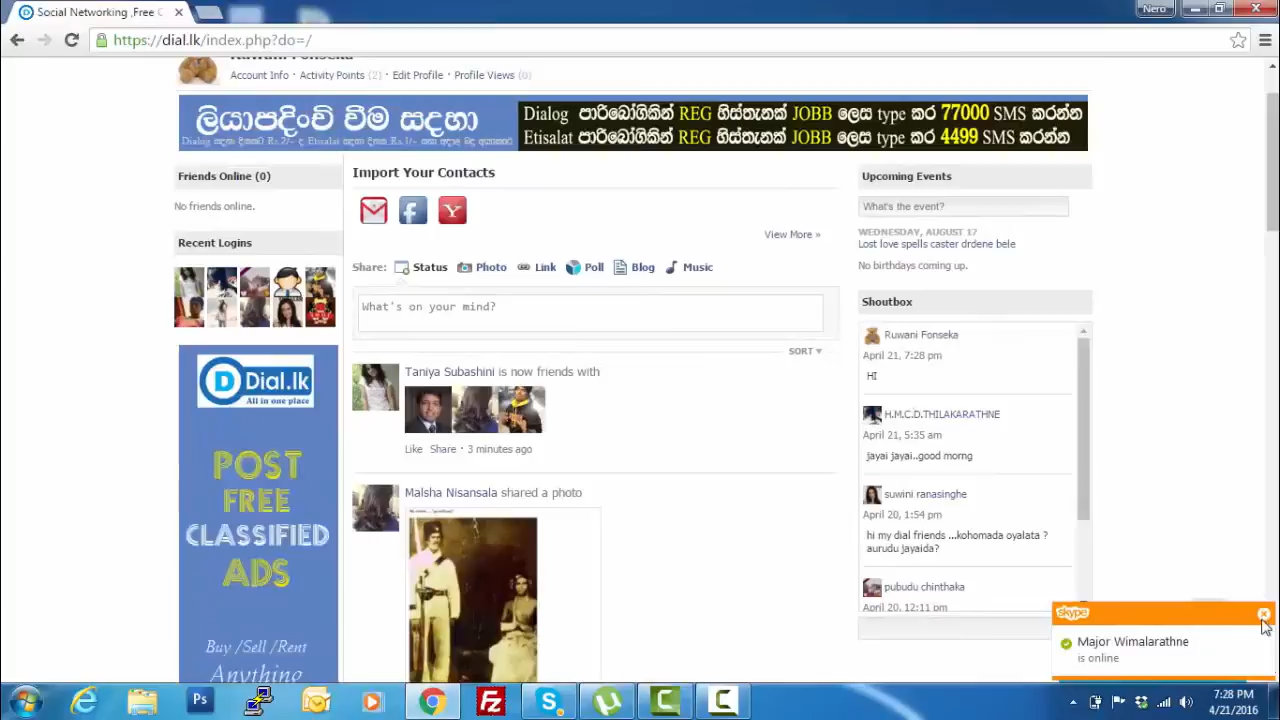 Social Networking ,Free C
Nero
https://dial.lk/index.php?do=/
Ruwani Fonseka
Account Info · Activity Points (2) · Edit Profile · Profile Views (0)
ලියාපදිංචි වීම සඳහා
Dialog පාරිබෝගිකින් REG හිස්තැනක් JOBB ලෙස type කර 77000 SMS කරන්න
Etisalat පාරිබෝගිකින් REG හිස්තැනක් JOBB ලෙස type කර 4499 SMS කරන්න
Friends Online (0)
No friends online.
Recent Logins
Dial.lk
All in one place
POST
FREE
CLASSIFIED
ADS
Buy /Sell /Rent
Anything
Import Your Contacts
View More »
Share: Status Photo Link Poll Blog Music
What's on your mind?
SORT
Taniya Subashini is now friends with
Like Share · 3 minutes ago
Malsha Nisansala shared a photo
Upcoming Events
What's the event?
WEDNESDAY, AUGUST 17
Lost love spells caster drdene bele
No birthdays coming up.
Shoutbox
Ruwani Fonseka
April 21, 7:28 pm
HI
H.M.C.D.THILAKARATHNE
April 21, 5:35 am
jayai jayai..good morng
suwini ranasinghe
April 20, 1:54 pm
hi my dial friends ...kohomada oyalata ?
aurudu jayaida?
pubudu chinthaka
April 20, 12:11 pm
skype
Major Wimalarathne
is online
7:28 PM
4/21/2016